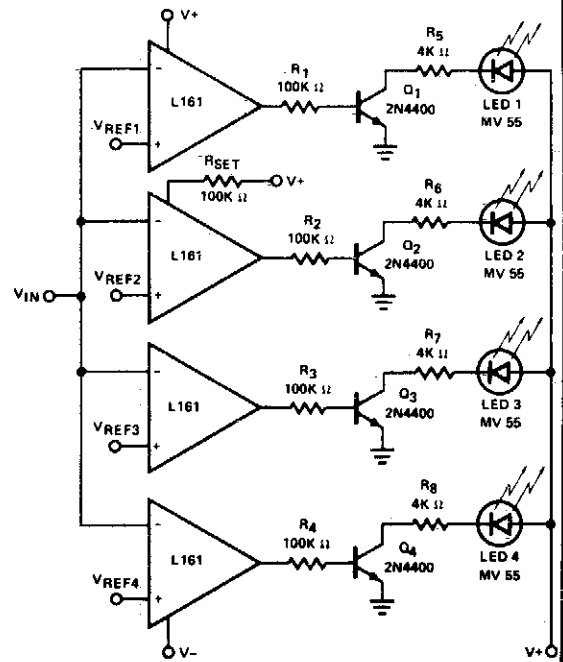 V+
R5
4K Ω
R1
100K Ω
−
L161
Q1
2N4400
LED 1
MV 55
VREF1
+
RSET
100K Ω
V+
R6
4K Ω
R2
100K Ω
−
L161
Q2
2N4400
LED 2
MV 55
VREF2
+
VIN
R7
4K Ω
R3
100K Ω
−
L161
Q3
2N4400
LED 3
MV 55
VREF3
+
R8
4K Ω
R4
100K Ω
−
L161
Q4
2N4400
LED 4
MV 55
VREF4
+
V−
V+